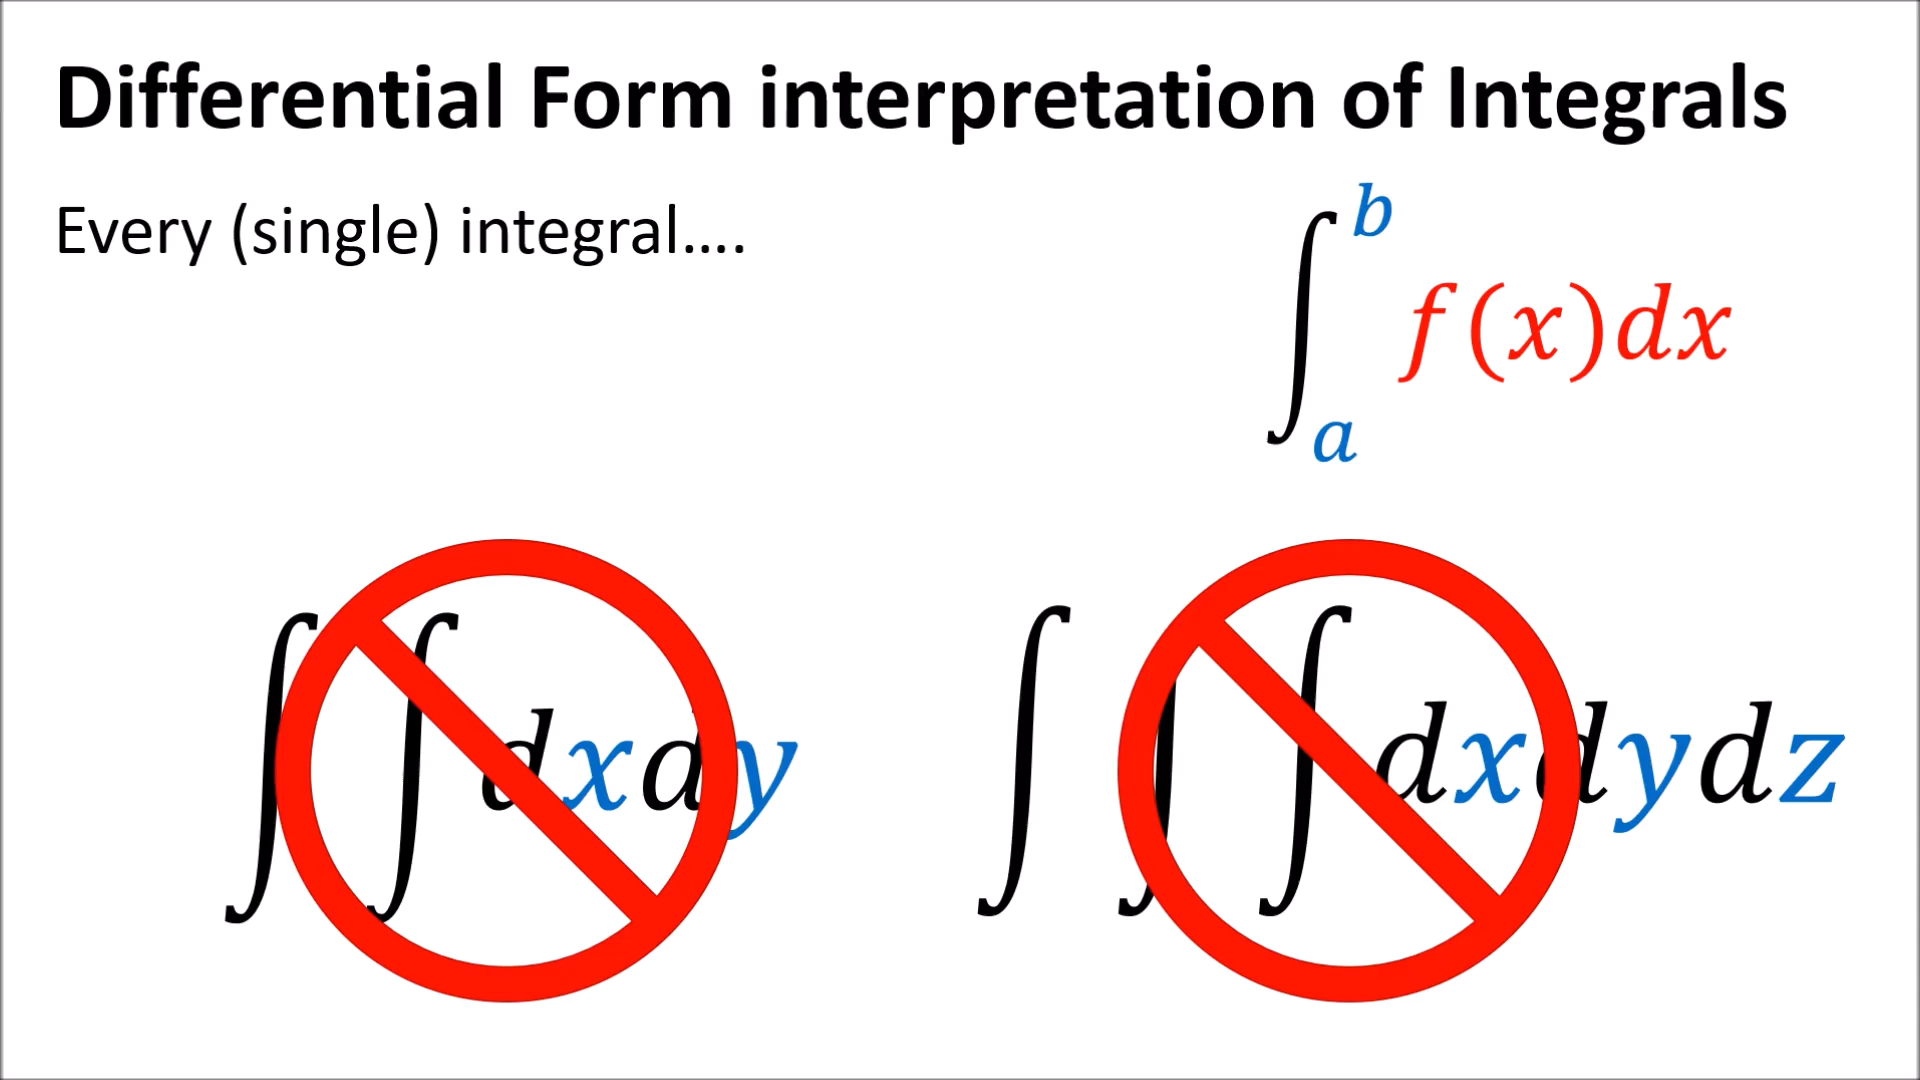 Differential Form interpretation of Integrals
Every (single) integral....
∫_a^b f(x)dx
∫∫dxdy
∫∫∫dxdydz